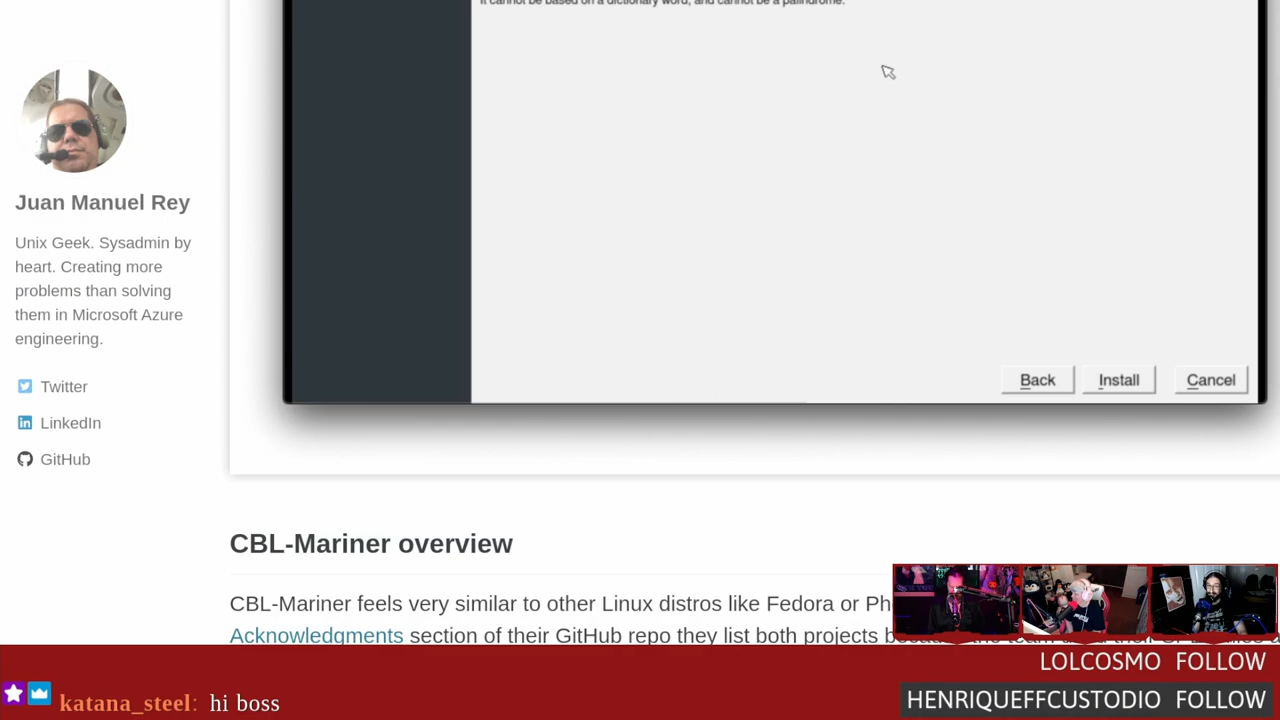 It cannot be based on a dictionary word, and cannot be a palindrome.
Juan Manuel Rey
Unix Geek. Sysadmin by
heart. Creating more
problems than solving
them in Microsoft Azure
engineering.
Twitter
LinkedIn
GitHub
Back
Install
Cancel
CBL-Mariner overview
CBL-Mariner feels very similar to other Linux distros like Fedora or Ph
Acknowledgments section of their GitHub repo they list both projects
LOLCOSMO FOLLOW
katana_steel: hi boss
HENRIQUEFFCUSTODIO FOLLOW